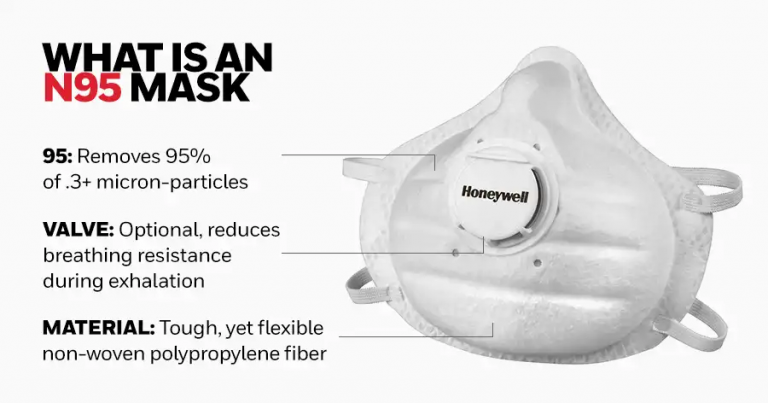 WHAT IS AN
N95 MASK
95: Removes 95%
of .3+ micron-particles
VALVE: Optional, reduces
breathing resistance
during exhalation
MATERIAL: Tough, yet flexible
non-woven polypropylene fiber
Honeywell